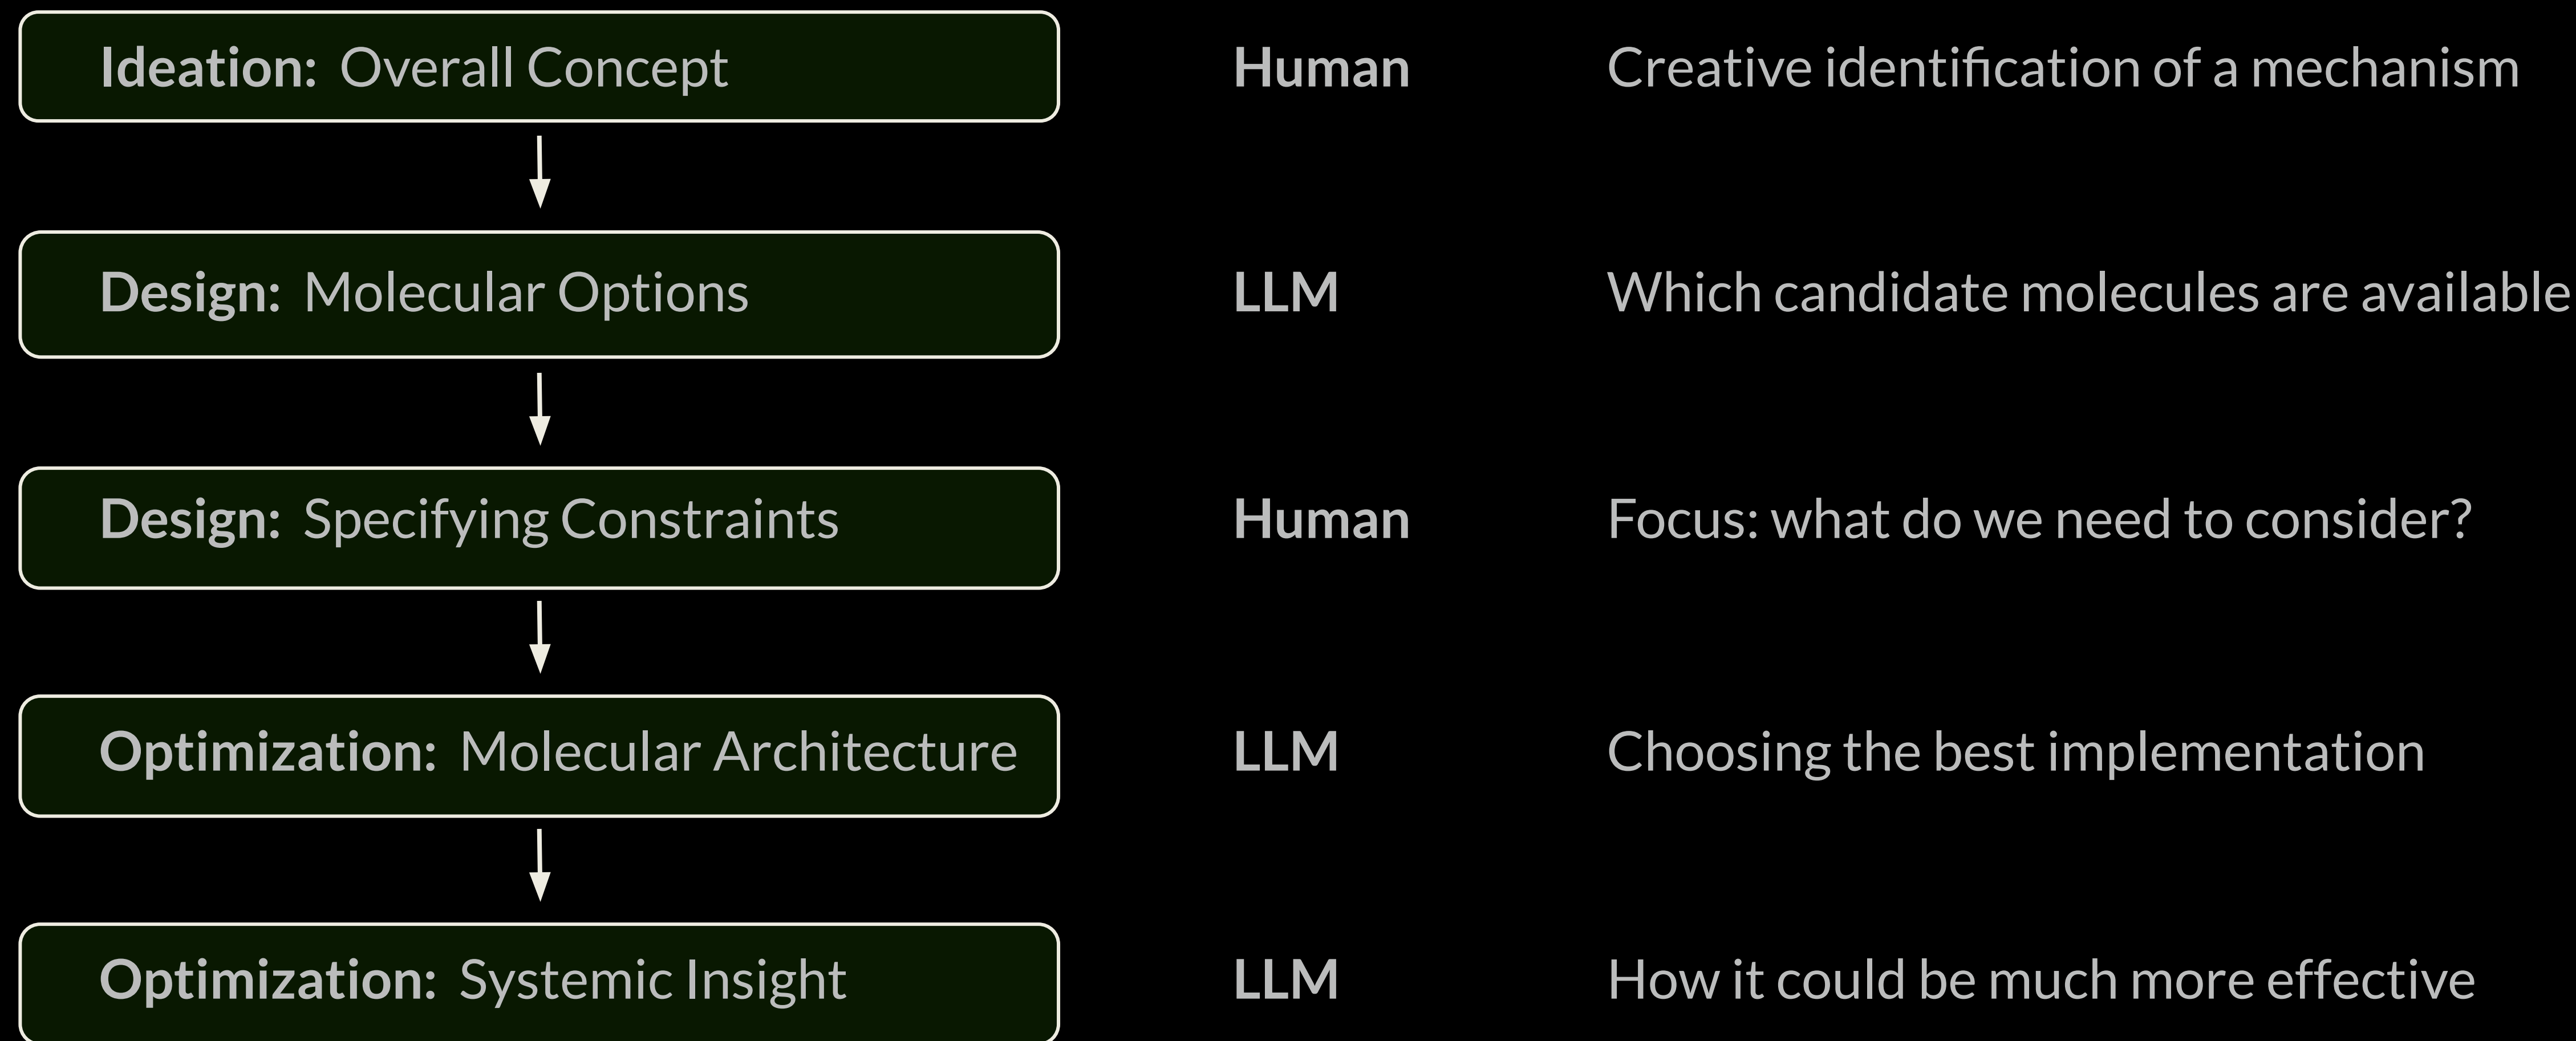 Ideation: Overall Concept Human Creative identification of a mechanism
Design: Molecular Options LLM Which candidate molecules are available
Design: Specifying Constraints Human Focus: what do we need to consider?
Optimization: Molecular Architecture LLM Choosing the best implementation
Optimization: Systemic Insight LLM How it could be much more effective